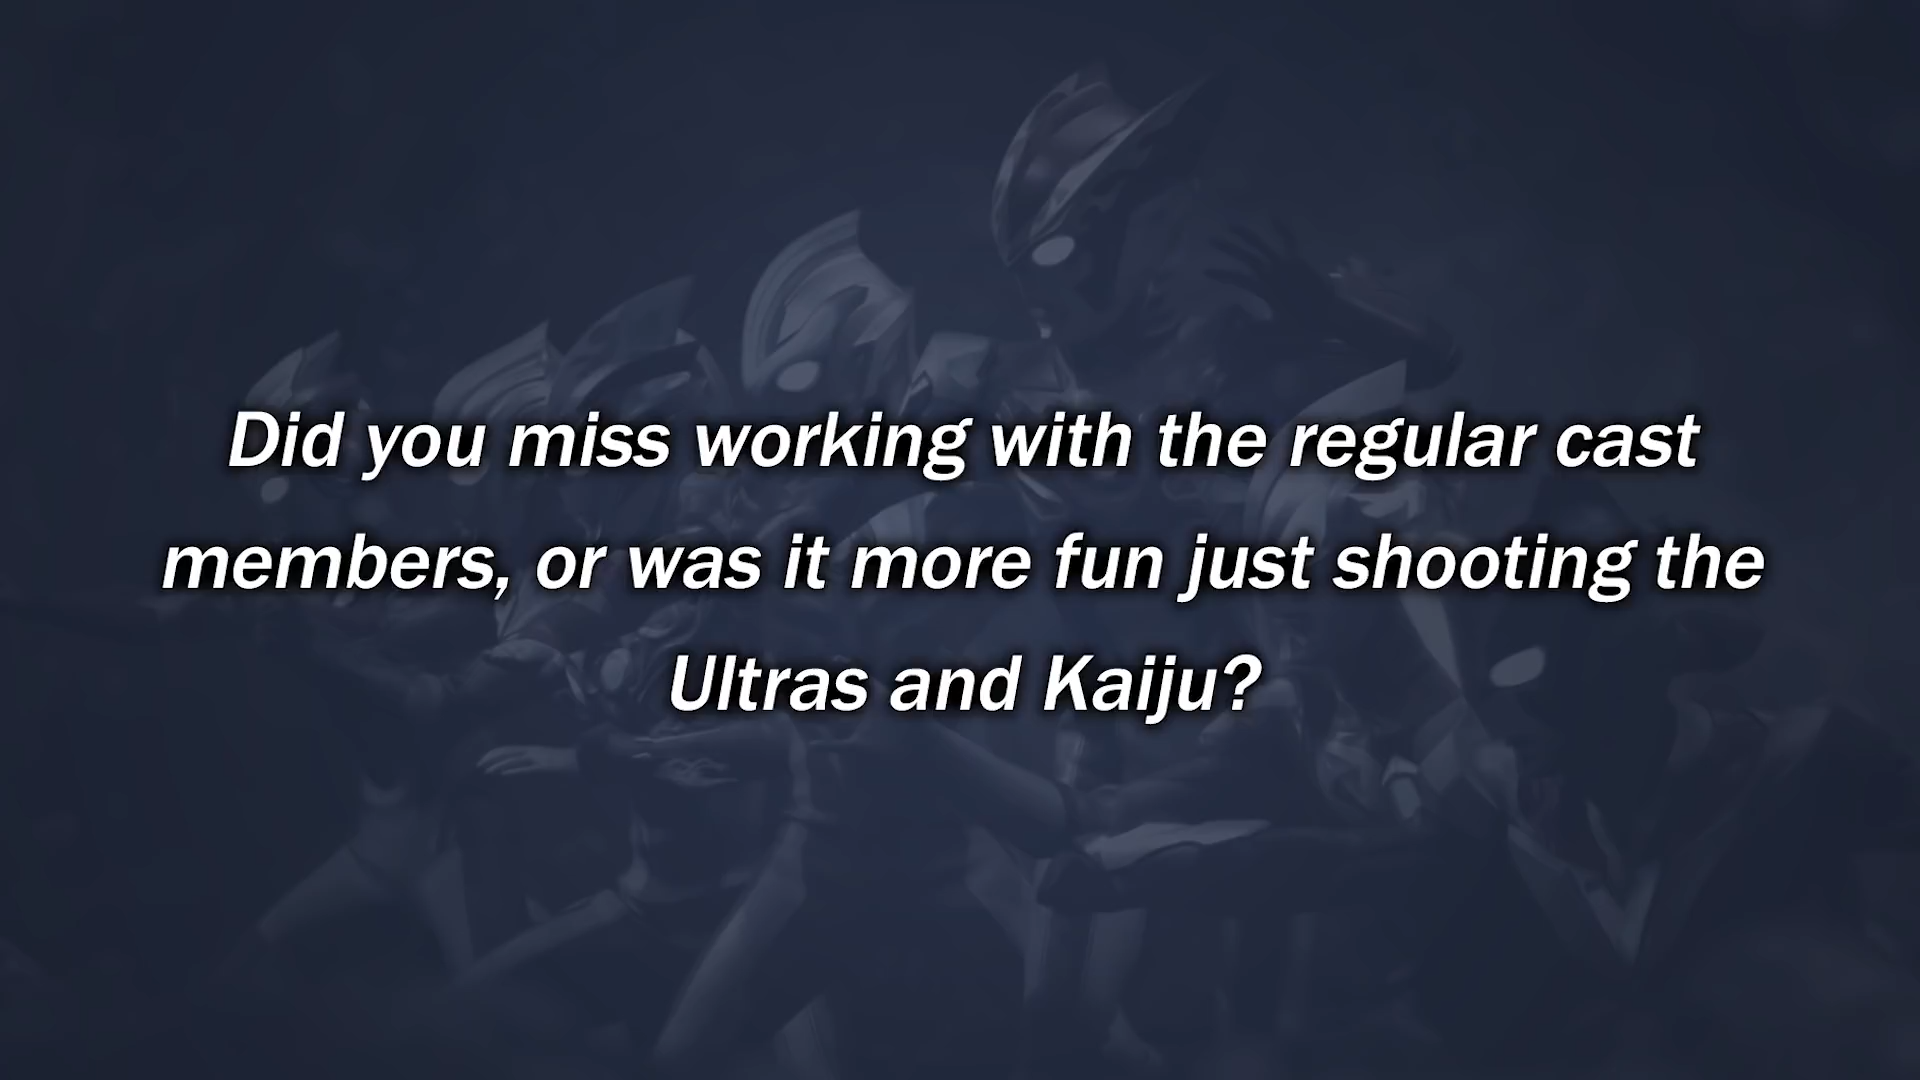 Did you miss working with the regular cast
members, or was it more fun just shooting the
Ultras and Kaiju?